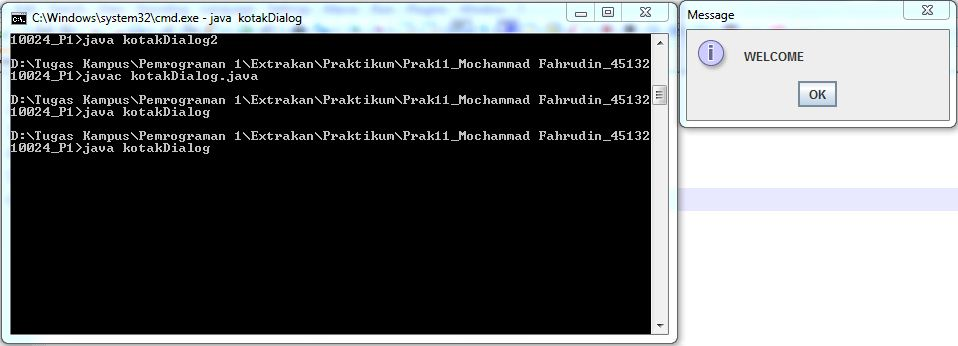 C:\Windows\system32\cmd.exe - java  kotakDialog
10024_P1>java kotakDialog2
D:\Tugas Kampus\Pemrograman 1\Extrakan\Praktikum\Prak11_Mochammad Fahrudin_45132
10024_P1>javac kotakDialog.java
D:\Tugas Kampus\Pemrograman 1\Extrakan\Praktikum\Prak11_Mochammad Fahrudin_45132
10024_P1>java kotakDialog
D:\Tugas Kampus\Pemrograman 1\Extrakan\Praktikum\Prak11_Mochammad Fahrudin_45132
10024_P1>java kotakDialog
Message
WELCOME
OK